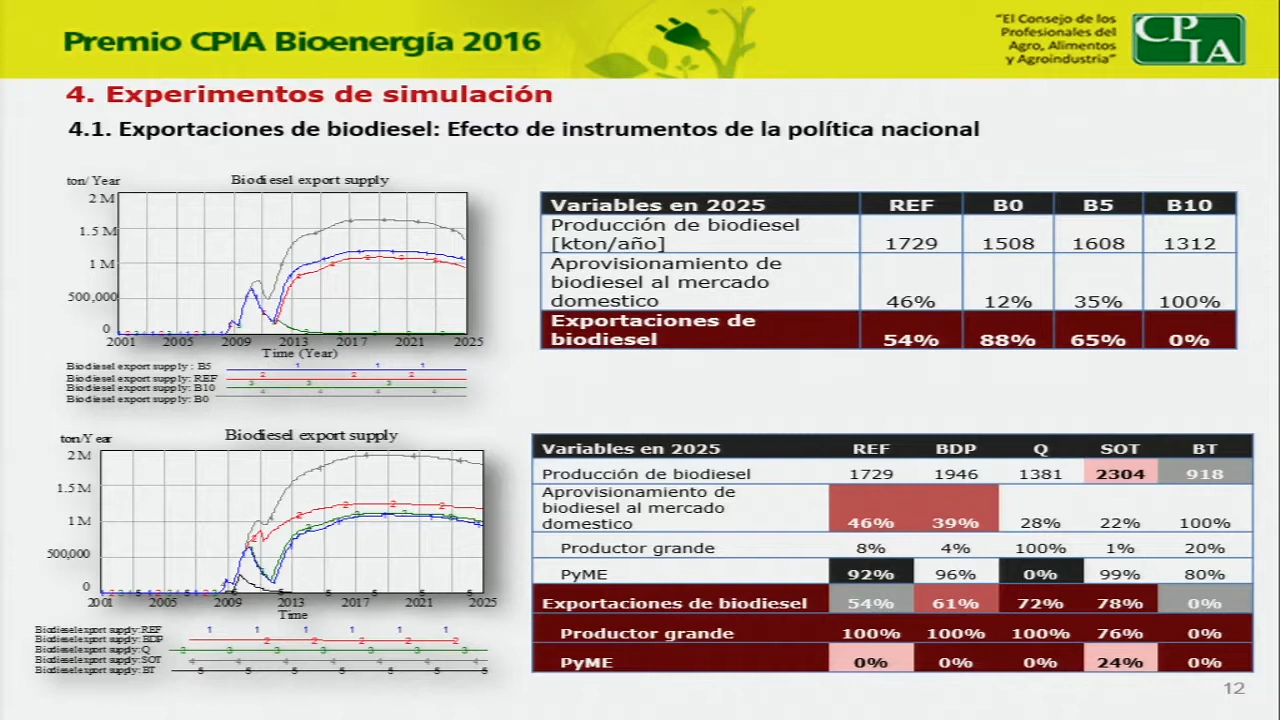 Premio CPIA Bioenergía 2016
"El Consejo de los
Profesionales del
Agro, Alimentos
y Agroindustria"
CPIA
4. Experimentos de simulación
4.1. Exportaciones de biodiesel: Efecto de instrumentos de la política nacional
ton/Year
Biodiesel export supply
2 M
1.5 M
1 M
500,000
0
2001 2005 2009 2013 2017 2021 2025
Time (Year)
Biodiesel export supply : B5
Biodiesel export supply: REF
Biodiesel export supply: B10
Biodiesel export supply: B0
Variables en 2025 REF B0 B5 B10
Producción de biodiesel
[kton/año] 1729 1508 1608 1312
Aprovisionamiento de
biodiesel al mercado
domestico 46% 12% 35% 100%
Exportaciones de
biodiesel 54% 88% 65% 0%
ton/Year
Biodiesel export supply
2 M
1.5 M
1 M
500,000
0
2001 2005 2009 2013 2017 2021 2025
Time
Biodiesel export supply: REF
Biodiesel export supply: BDP
Biodiesel export supply: Q
Biodiesel export supply: SOT
Biodiesel export supply: BT
Variables en 2025 REF BDP Q SOT BT
Producción de biodiesel 1729 1946 1381 2304 918
Aprovisionamiento de
biodiesel al mercado
domestico 46% 39% 28% 22% 100%
Productor grande 8% 4% 100% 1% 20%
PyME 92% 96% 0% 99% 80%
Exportaciones de biodiesel 54% 61% 72% 78% 0%
Productor grande 100% 100% 100% 76% 0%
PyME 0% 0% 0% 24% 0%
12